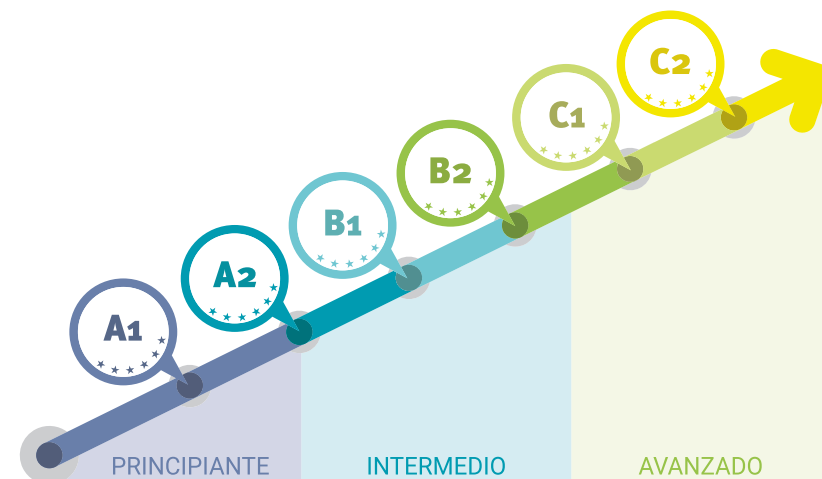 C2
C1
B2
B1
A2
A1
PRINCIPIANTE
INTERMEDIO
AVANZADO